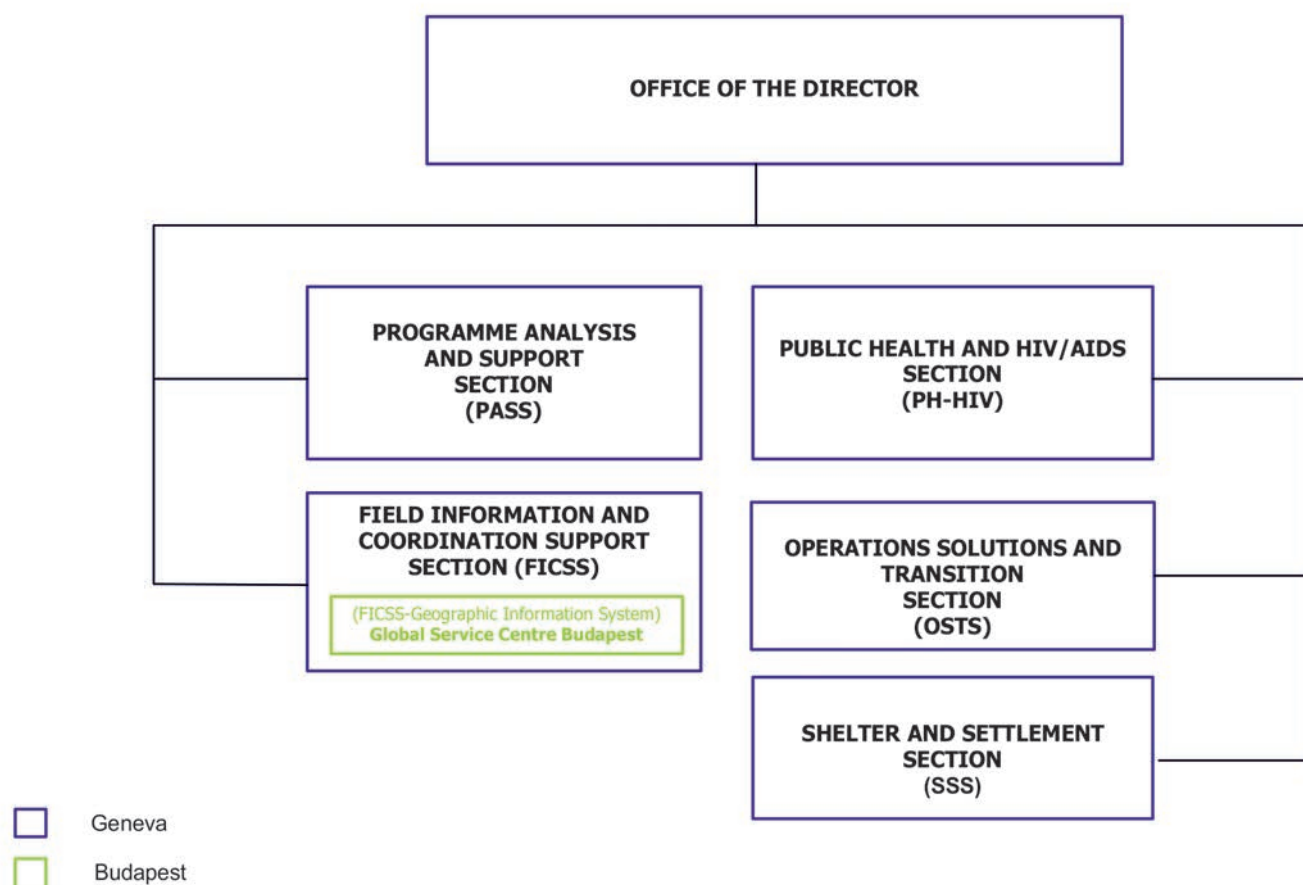 OFFICE OF THE DIRECTOR
PROGRAMME ANALYSIS
AND SUPPORT
SECTION
(PASS)
PUBLIC HEALTH AND HIV/AIDS
SECTION
(PH-HIV)
FIELD INFORMATION AND
COORDINATION SUPPORT
SECTION (FICSS)
(FICSS-Geographic Information System)
Global Service Centre Budapest
OPERATIONS SOLUTIONS AND
TRANSITION
SECTION
(OSTS)
SHELTER AND SETTLEMENT
SECTION
(SSS)
Geneva
Budapest